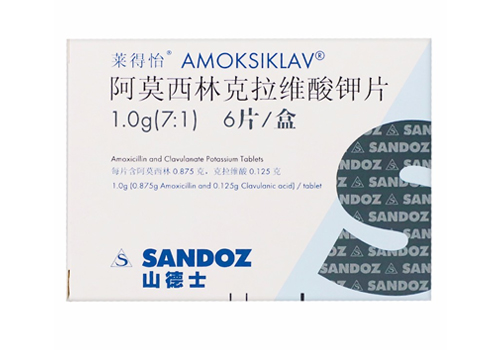 莱得怡® AMOKSIKLAV®
阿莫西林克拉维酸钾片
1.0g(7:1) 6片/盒
Amoxicillin and Clavulanate Potassium Tablets
每片含阿莫西林 0.875 克，克拉维酸 0.125 克
1.0g (0.875g Amoxicillin and 0.125g Clavulanic acid) / tablet
SANDOZ
山德士
SANDOZ
SANDOZ
SANDOZ